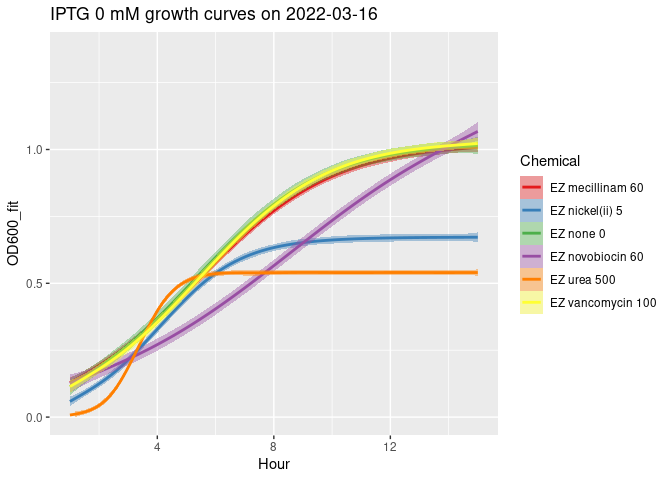 IPTG 0 mM growth curves on 2022-03-16
OD600_fit
1.0
0.5
0.0
4
8
12
Hour
Chemical
EZ mecillinam 60
EZ nickel(ii) 5
EZ none 0
EZ novobiocin 60
EZ urea 500
EZ vancomycin 100